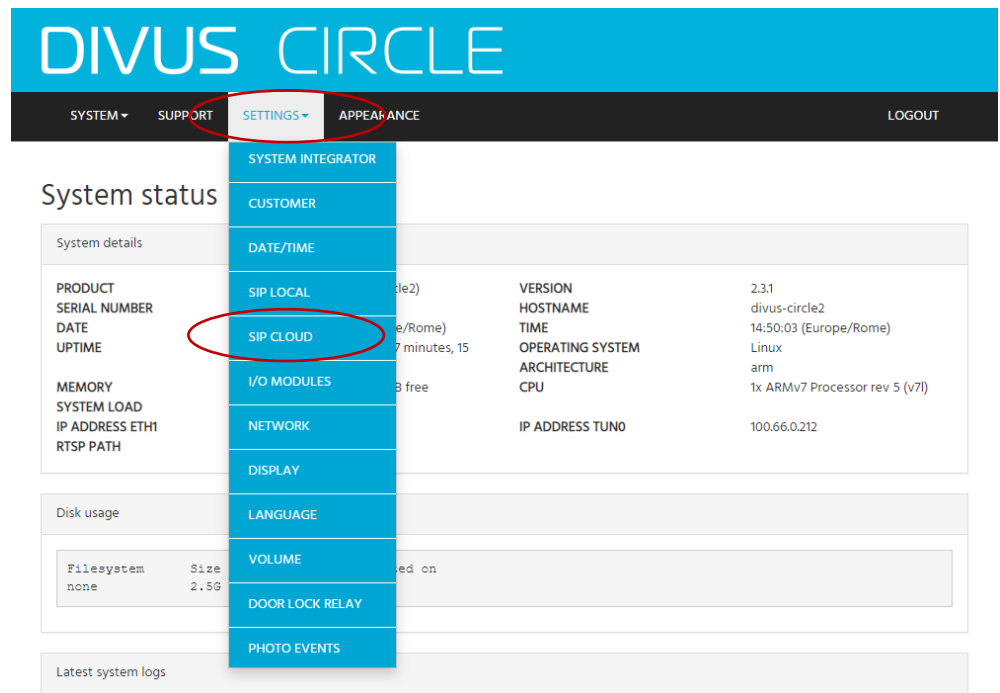 DIVUS CIRCLE
SYSTEM SUPPORT SETTINGS APPEARANCE LOGOUT
SYSTEM INTEGRATOR
CUSTOMER
DATE/TIME
SIP LOCAL
SIP CLOUD
I/O MODULES
NETWORK
DISPLAY
LANGUAGE
VOLUME
DOOR LOCK RELAY
PHOTO EVENTS
System status
System details
PRODUCT cle2) VERSION 2.3.1
SERIAL NUMBER HOSTNAME divus-circle2
DATE e/Rome) TIME 14:50:03 (Europe/Rome)
UPTIME 7 minutes, 15 OPERATING SYSTEM Linux
ARCHITECTURE arm
MEMORY B free CPU 1x ARMv7 Processor rev 5 (v7l)
SYSTEM LOAD
IP ADDRESS ETH1 IP ADDRESS TUN0 100.66.0.212
RTSP PATH
Disk usage
Filesystem Size ed on
none 2.5G
Latest system logs